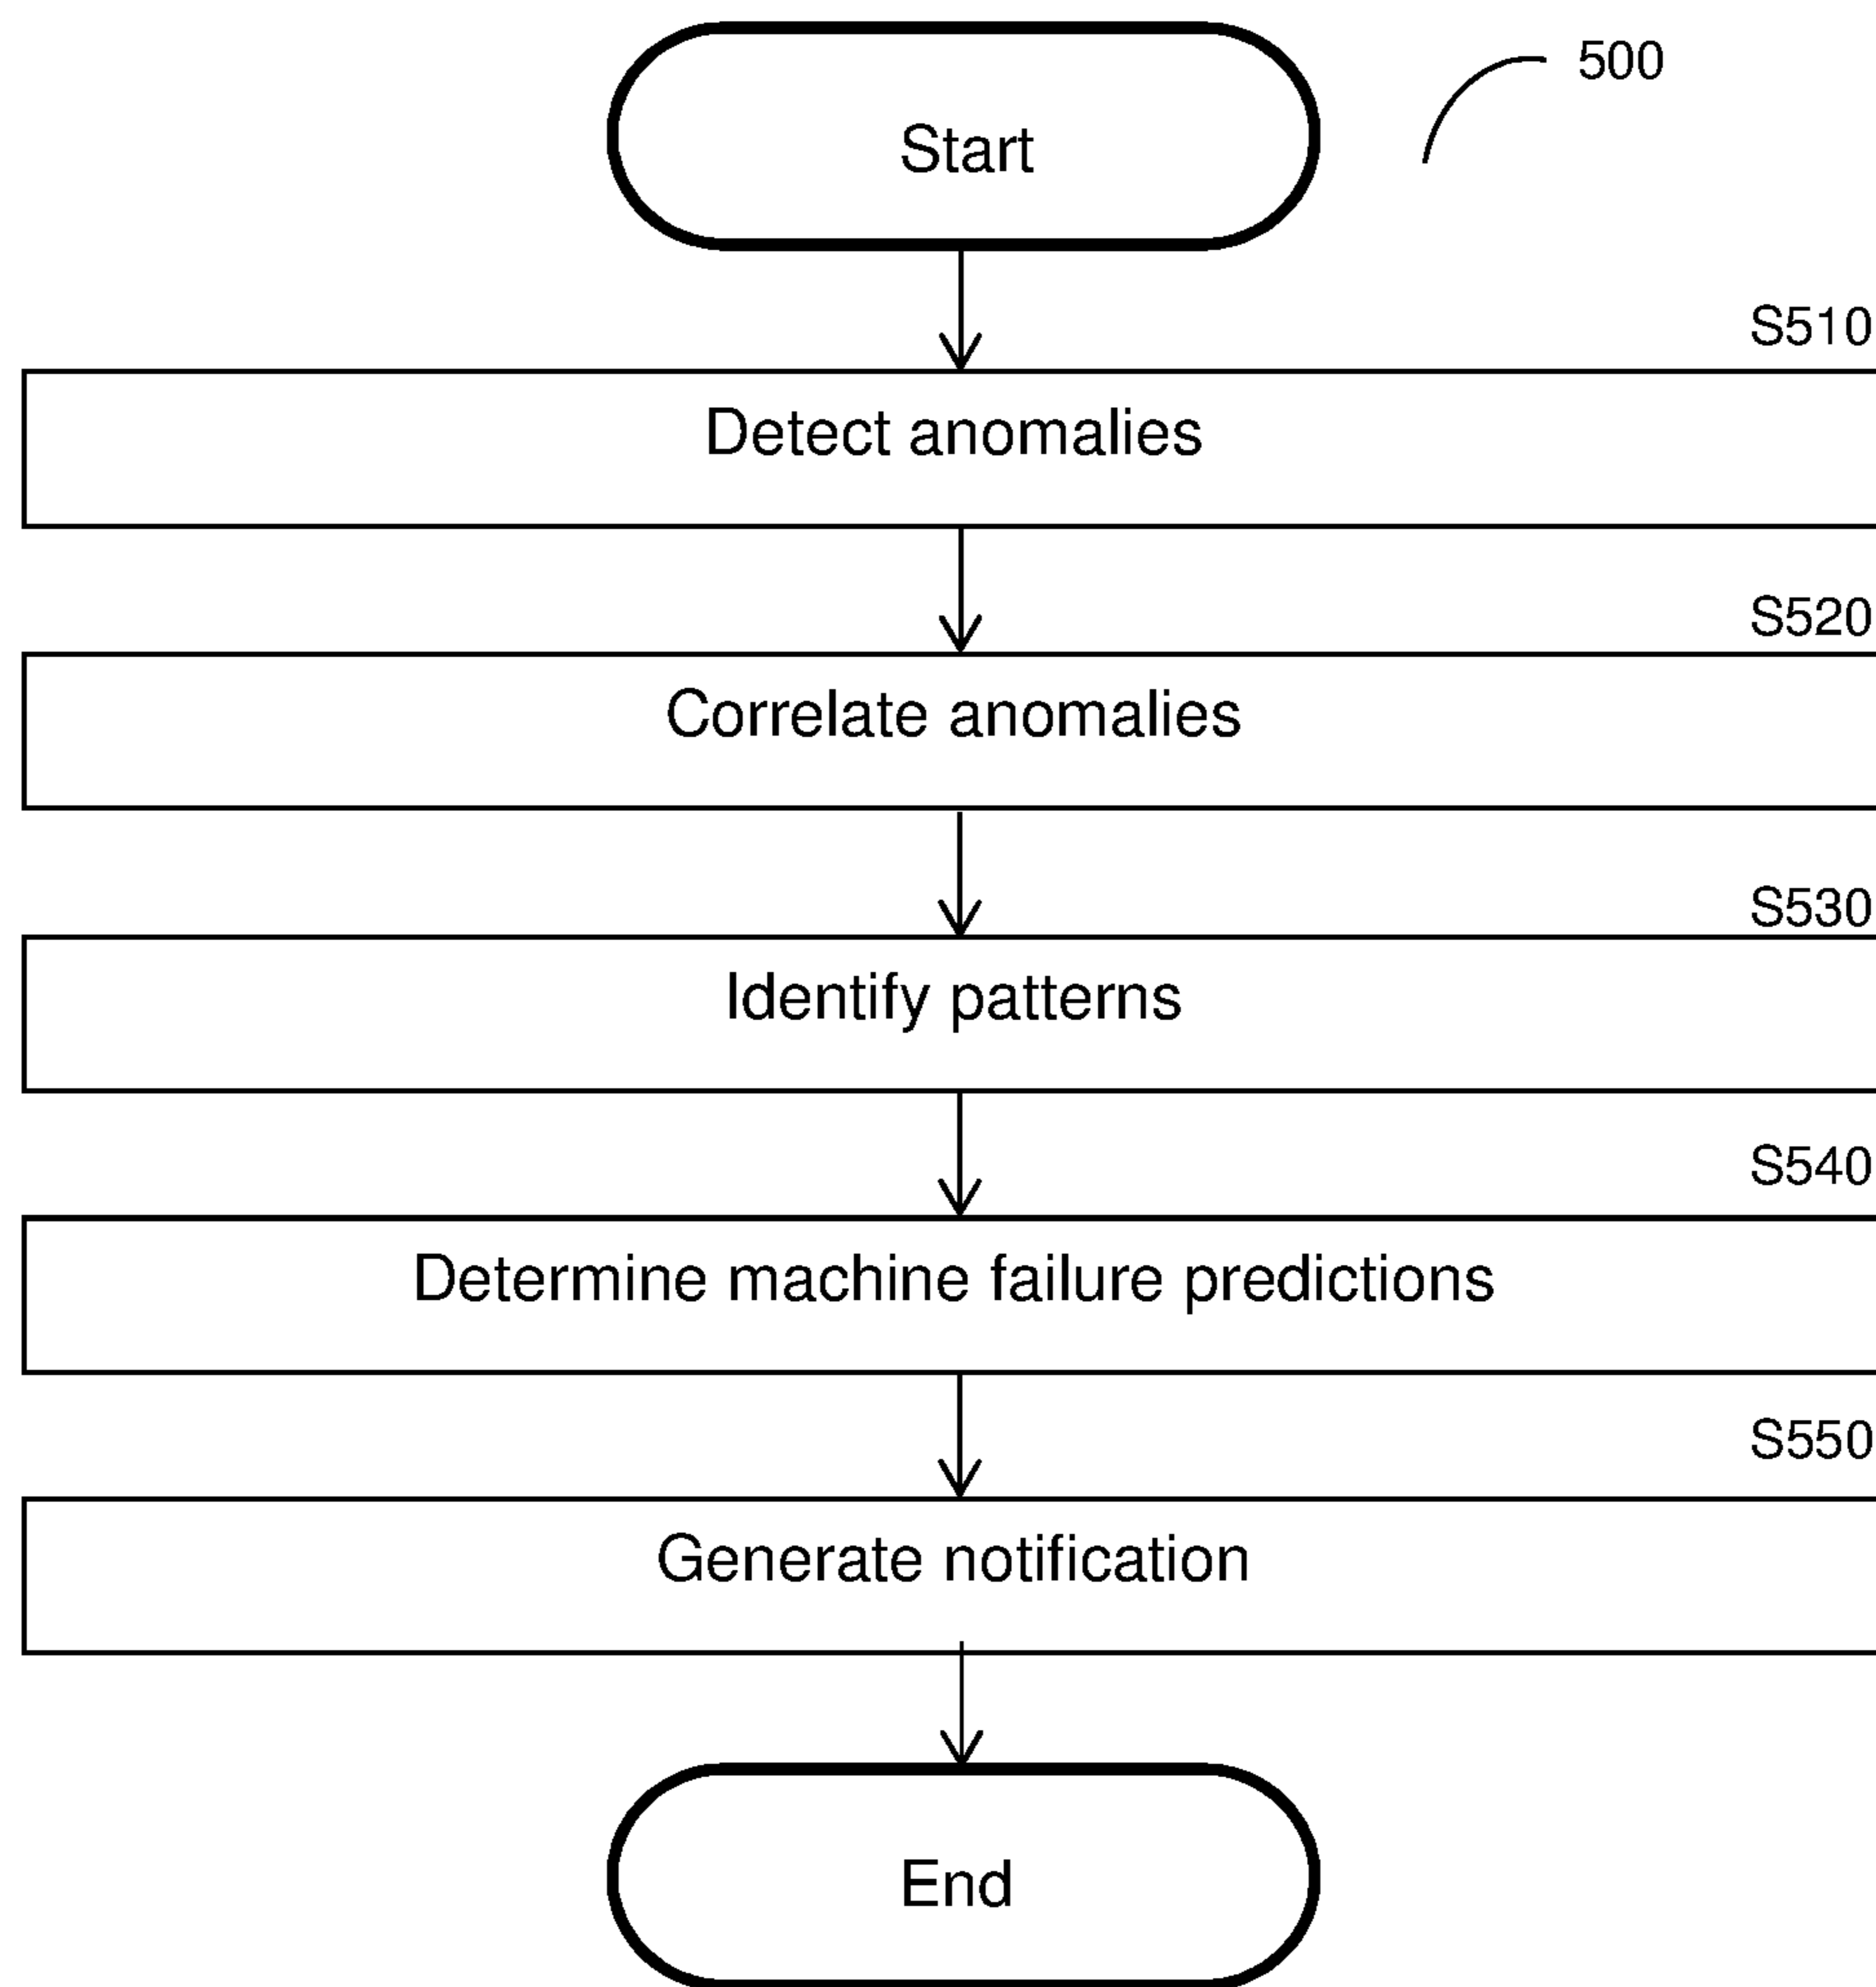 Start
500
S510
Detect anomalies
S520
Correlate anomalies
S530
Identify patterns
S540
Determine machine failure predictions
S550
Generate notification
End